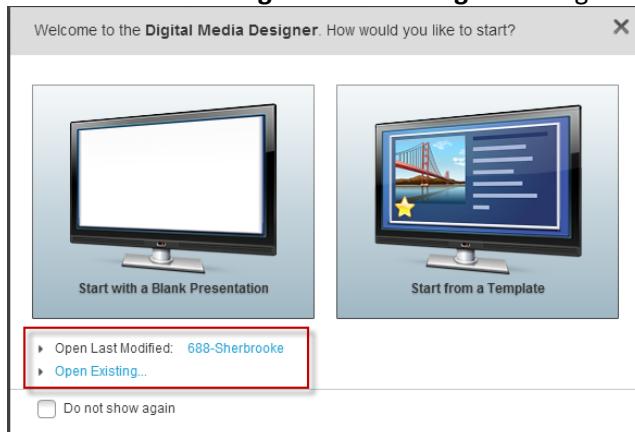 Welcome to the Digital Media Designer. How would you like to start?
Start with a Blank Presentation
Start from a Template
Open Last Modified: 688-Sherbrooke
Open Existing...
Do not show again